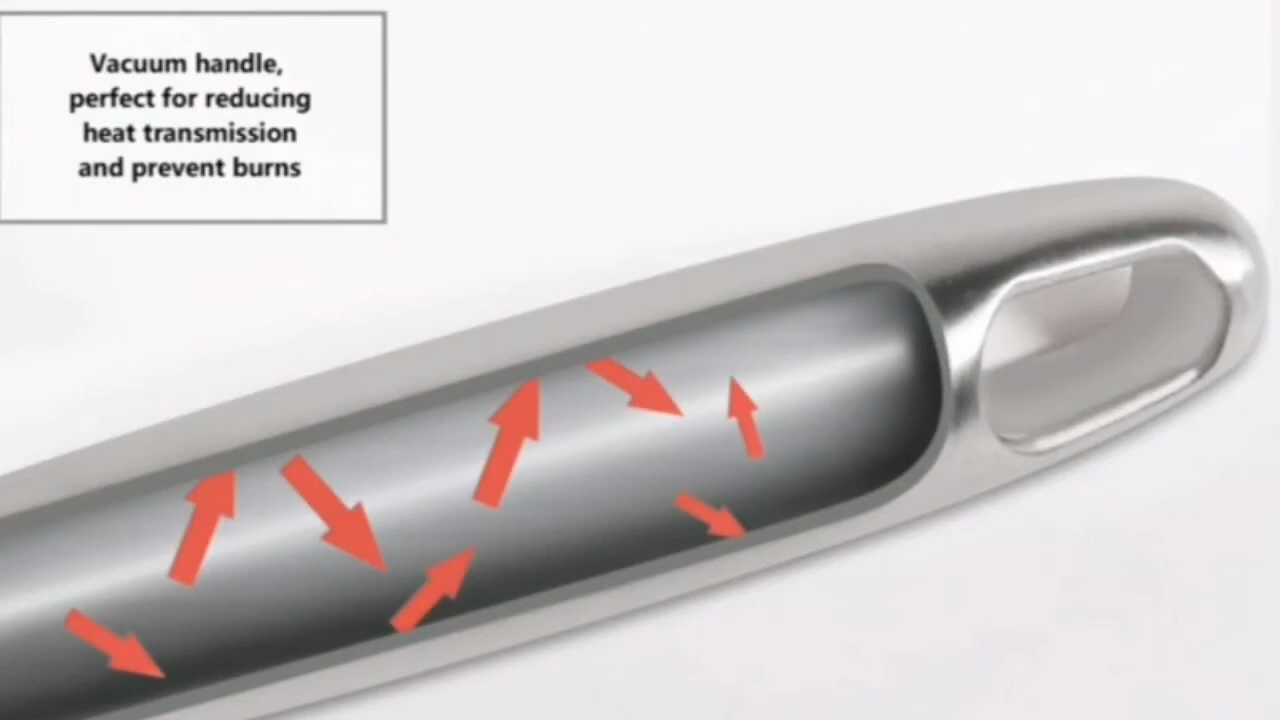 Vacuum handle,
perfect for reducing
heat transmission
and prevent burns